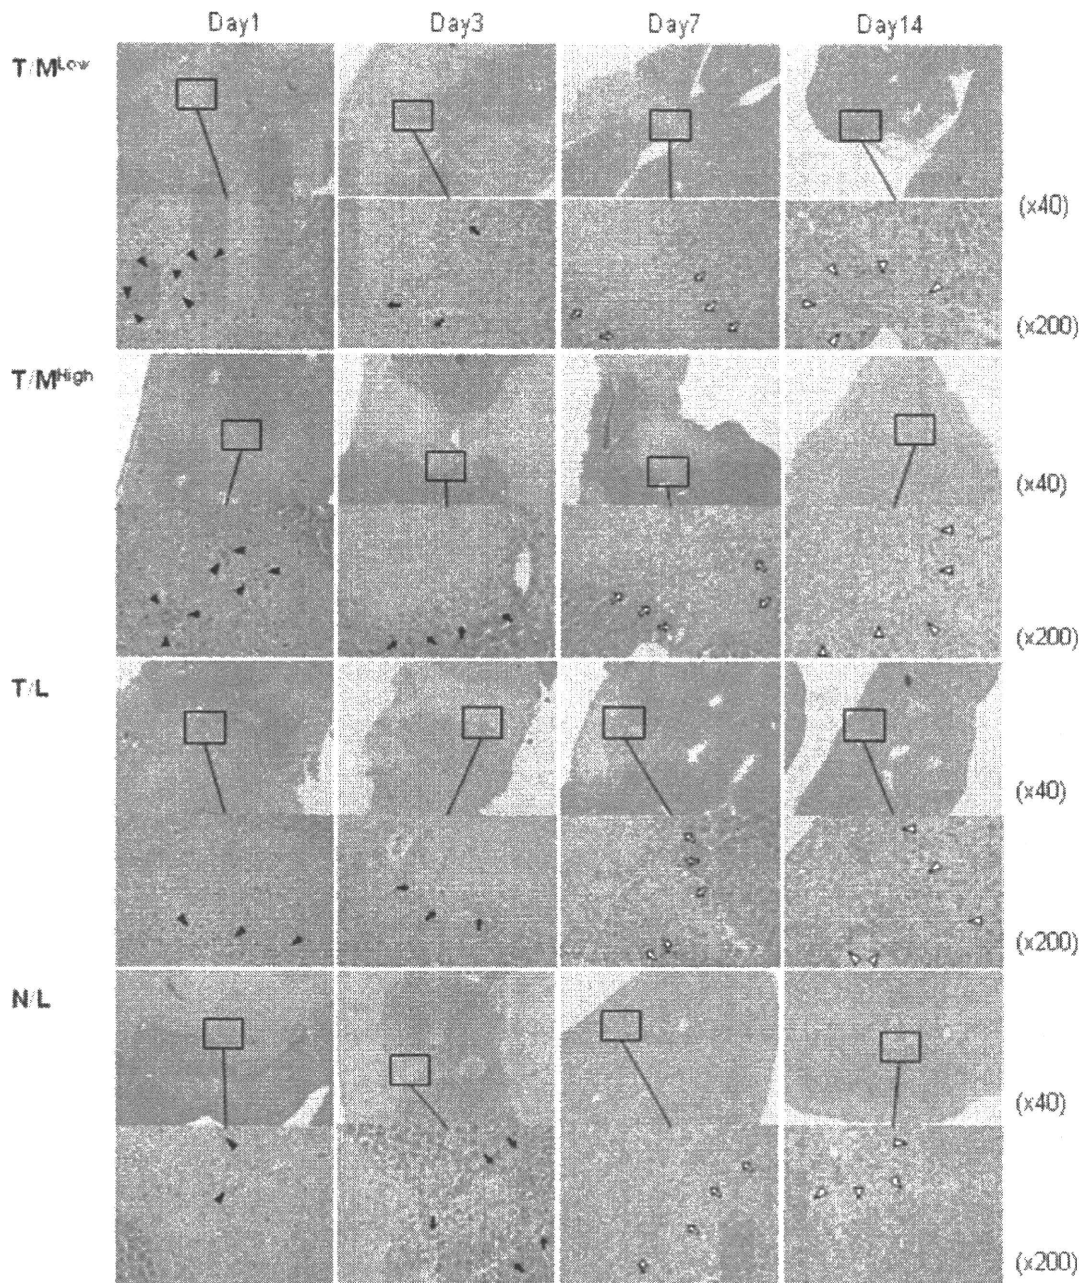 Day1 Day3 Day7 Day14
T/M^Low
(x40)
(x200)
T/M^High
(x40)
(x200)
T/L
(x40)
(x200)
N/L
(x40)
(x200)